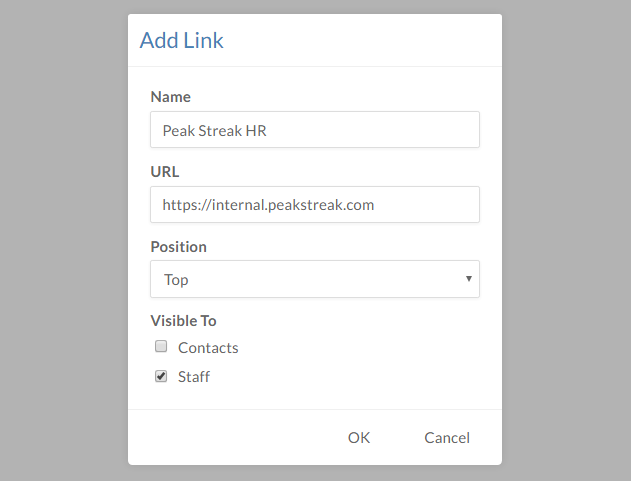 Add Link
Name
Peak Streak HR
URL
https://internal.peakstreak.com
Position
Top
Visible To
Contacts
Staff
OK Cancel